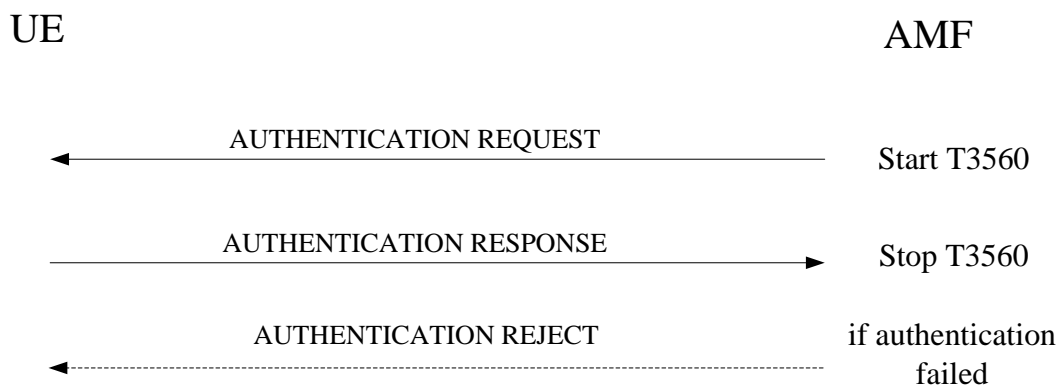 UE
AMF
AUTHENTICATION REQUEST
Start T3560
AUTHENTICATION RESPONSE
Stop T3560
AUTHENTICATION REJECT
if authentication
failed